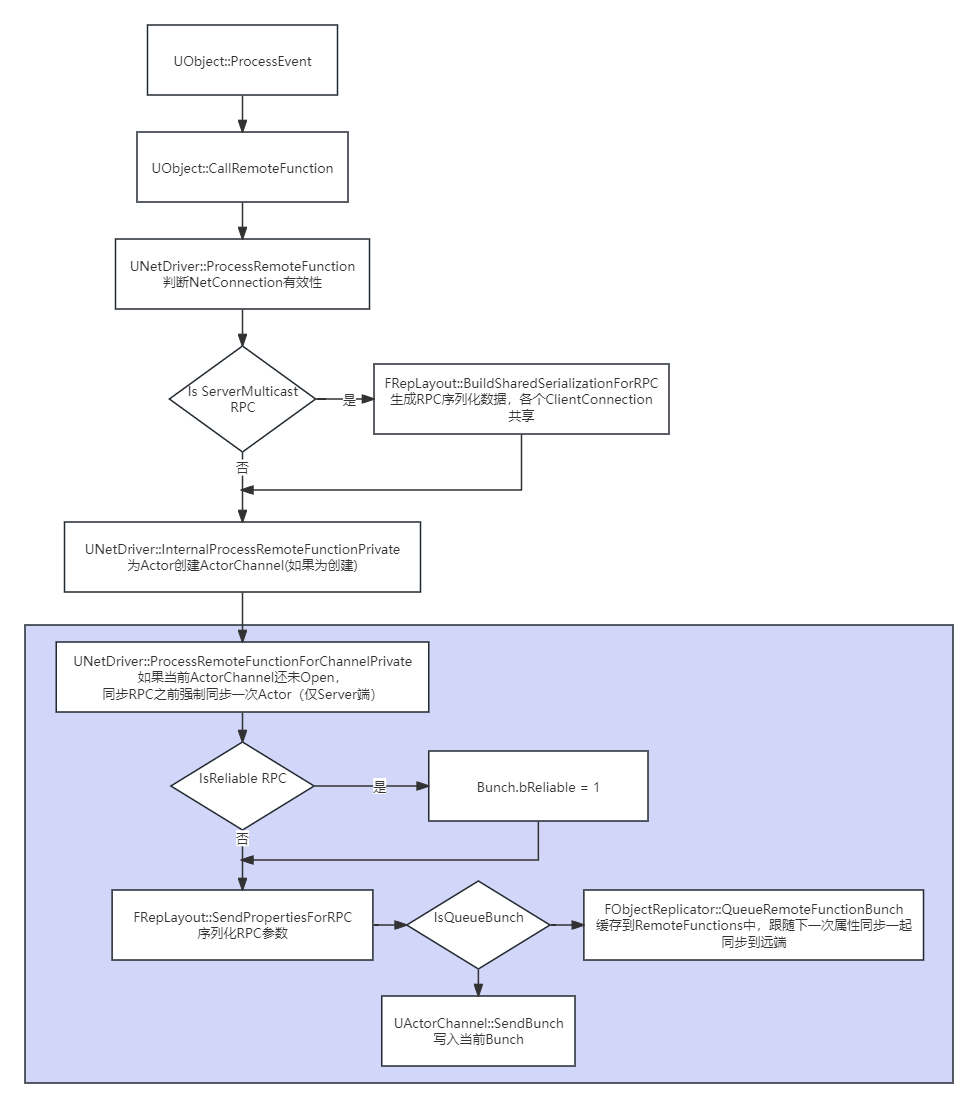 UObject::ProcessEvent
UObject::CallRemoteFunction
UNetDriver::ProcessRemoteFunction
判断NetConnection有效性
Is ServerMulticast
RPC
是
FRepLayout::BuildSharedSerializationForRPC
生成RPC序列化数据，各个ClientConnection
共享
否
UNetDriver::InternalProcessRemoteFunctionPrivate
为Actor创建ActorChannel(如果为创建)
UNetDriver::ProcessRemoteFunctionForChannelPrivate
如果当前ActorChannel还未Open，
同步RPC之前强制同步一次Actor（仅Server端）
IsReliable RPC
是
Bunch.bReliable = 1
否
FRepLayout::SendPropertiesForRPC
序列化RPC参数
IsQueueBunch
FObjectReplicator::QueueRemoteFunctionBunch
缓存到RemoteFunctions中，跟随下一次属性同步一起
同步到远端
UActorChannel::SendBunch
写入当前Bunch